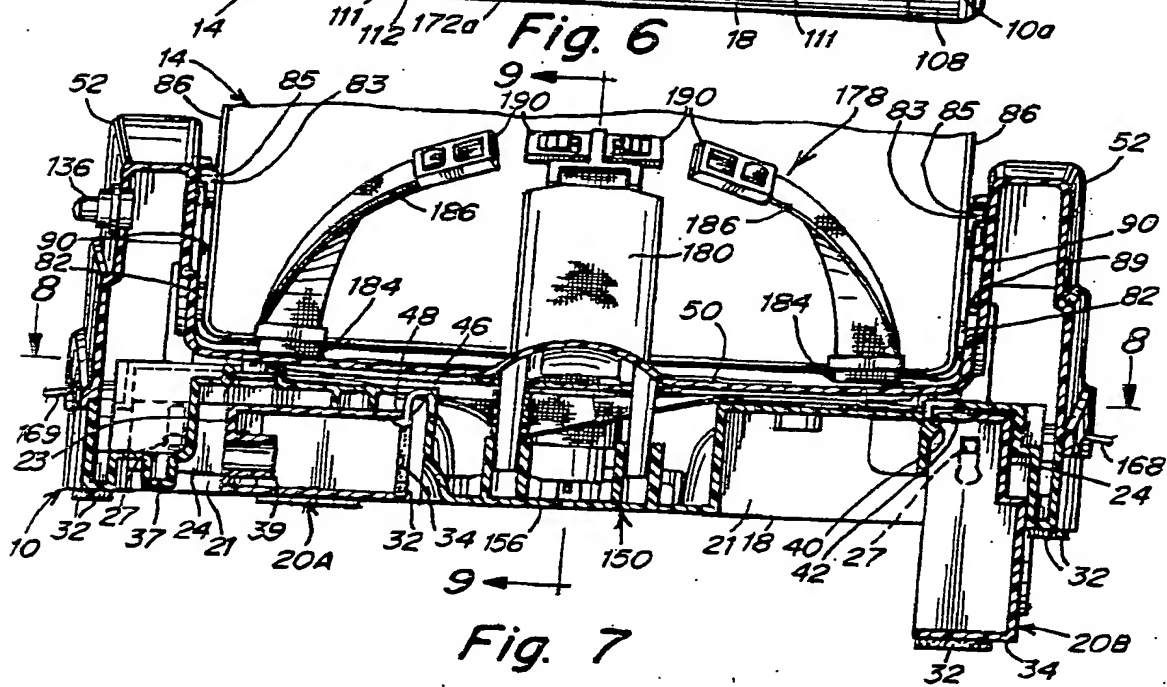 14 111 112 172a 18 111 108 10a
Fig. 6
9
14 190 190 178
52 86 85 83 83 85 86 52
136
186 186
90 180 90
82 89
8 184 48 46 184 50 82 8
169
23 168
24
10 32 27 37 24 21 39 20A 32 34 156 150 21 18 40 42 27 32
9
Fig. 7
20B
32 34